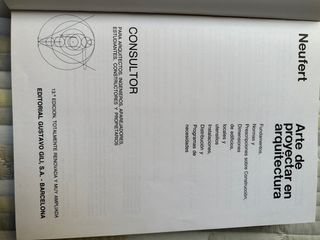 Neufert
Arte de
proyectar en
arquitectura
Fundamentos,
Normas y
Prescripciones sobre Construcción,
Dimensiones
de edificios,
locales y
utensilios
Instalaciones,
Distribución y
Programas de
necesidades
CONSULTOR
PARA ARQUITECTOS, INGENIEROS, APAREJADORES,
ESTUDIANTES, CONSTRUCTORES Y PROPIETARIOS
13.ª EDICION, TOTALMENTE RENOVADA Y MUY AMPLIADA
EDITORIAL GUSTAVO GILI, S.A. - BARCELONA